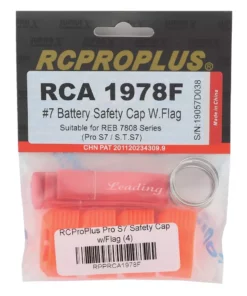 RCPROPLUS
RCA 1978F
#7 Battery Safety Cap W.Flag
Suitable for REB 7808 Series
(Pro S7 / S.T.S7)
CHN PAT 201120234309.8
S/N:19057D038
Made in China
Leading
RCProPlus Pro S7 Safety Cap
w/Flag (4)
RPPRCA1978F